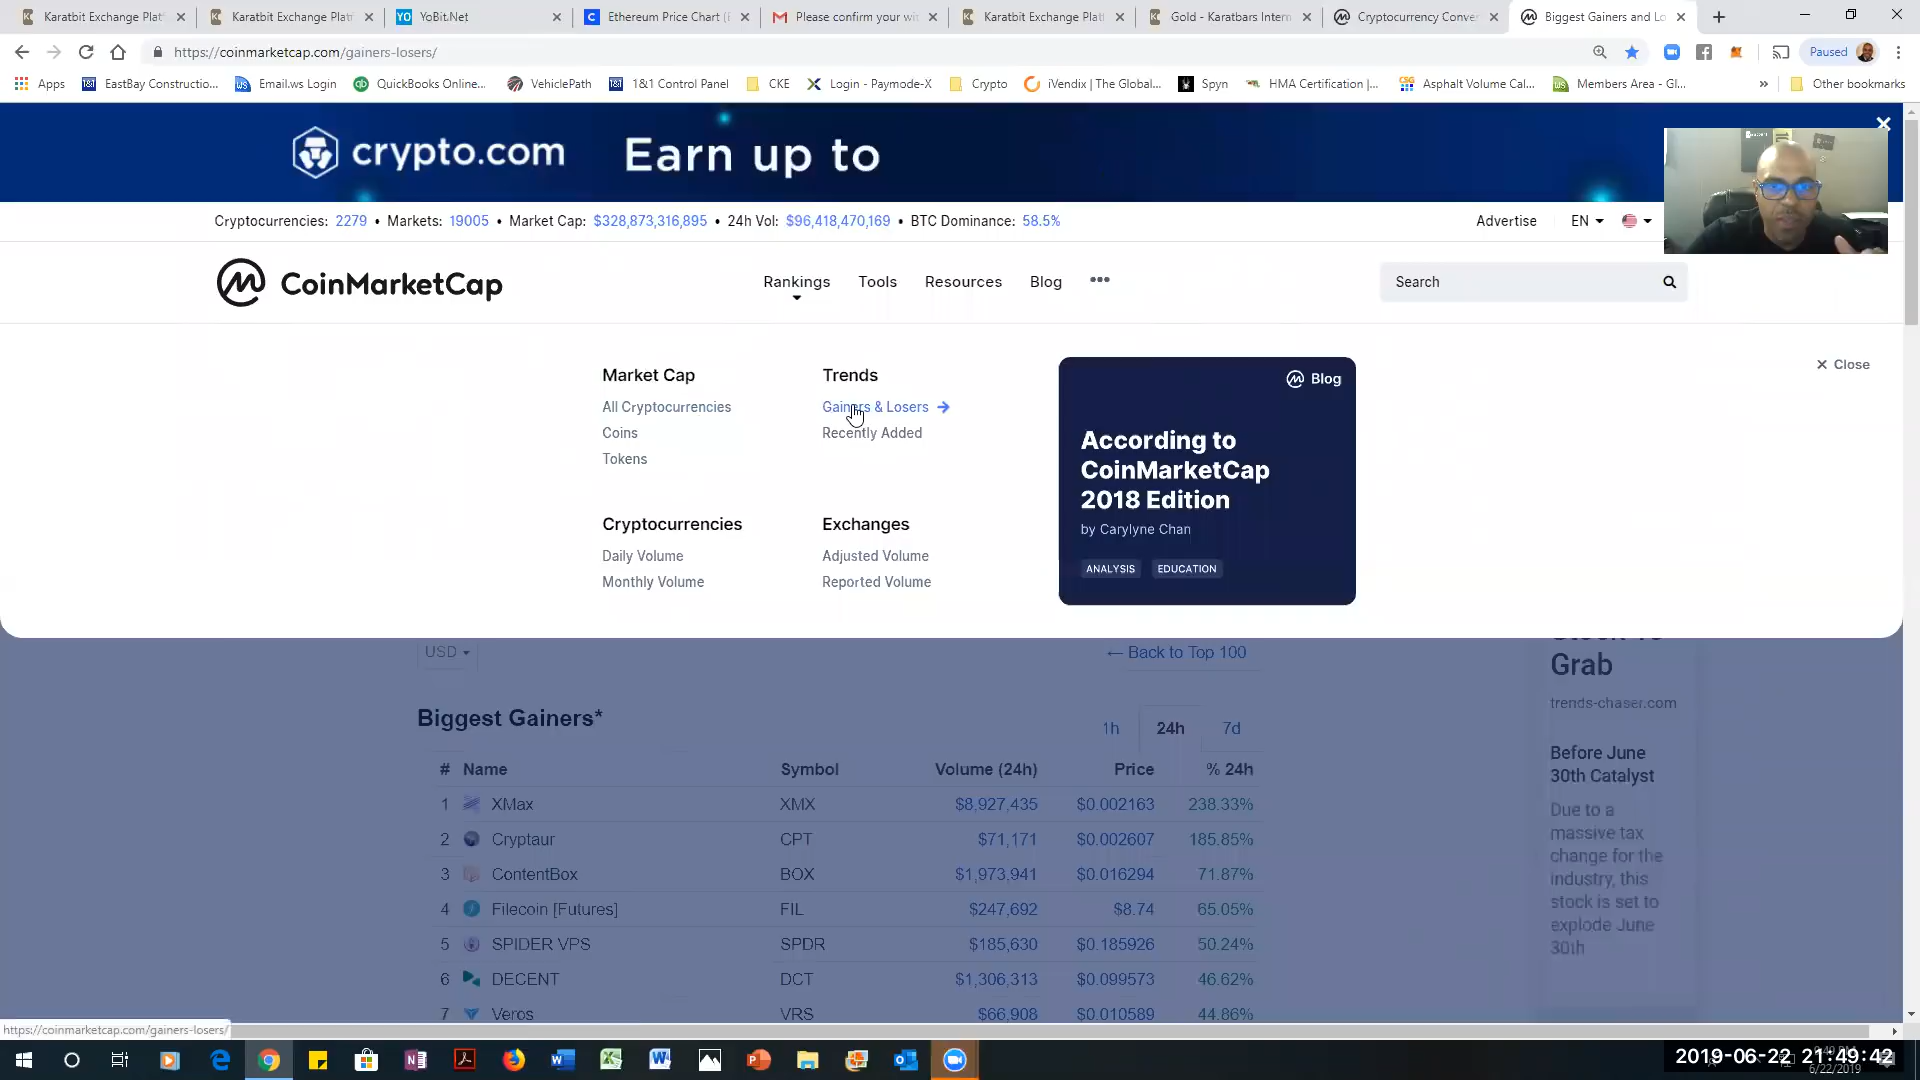 Karatbit Exchange Plat
Karatbit Exchange Platf
YO YoBit.Net
Ethereum Price Chart (
Please confirm your wit
Karatbit Exchange Plat
Gold - Karatbars Intern
Cryptocurrency Conver
Biggest Gainers and Lo
https://coinmarketcap.com/gainers-losers/
Paused
Apps
EastBay Constructio...
Email.ws Login
QuickBooks Online...
VehiclePath
1&1 Control Panel
CKE
Login - Paymode-X
Crypto
iVendix | The Global...
Spyn
HMA Certification |...
Asphalt Volume Cal...
Members Area - Gl...
»
Other bookmarks
crypto.com Earn up to
Cryptocurrencies: 2279 • Markets: 19005 • Market Cap: $328,873,316,895 • 24h Vol: $96,418,470,169 • BTC Dominance: 58.5%
Advertise EN
CoinMarketCap
Rankings Tools Resources Blog •••
Search
Market Cap
All Cryptocurrencies
Coins
Tokens
Trends
Gainers & Losers →
Recently Added
Cryptocurrencies
Daily Volume
Monthly Volume
Exchanges
Adjusted Volume
Reported Volume
Blog
According to
CoinMarketCap
2018 Edition
by Carylyne Chan
ANALYSIS EDUCATION
✕ Close
USD
← Back to Top 100
Biggest Gainers*
1h 24h 7d
# Name Symbol Volume (24h) Price % 24h
1 XMax XMX $8,927,435 $0.002163 238.33%
2 Cryptaur CPT $71,171 $0.002607 185.85%
3 ContentBox BOX $1,973,941 $0.016294 71.87%
4 Filecoin [Futures] FIL $247,692 $8.74 65.05%
5 SPIDER VPS SPDR $185,630 $0.185926 50.24%
6 DECENT DCT $1,306,313 $0.099573 46.62%
7 Veros VRS $66,908 $0.010589 44.86%
Grab
trends-chaser.com
Before June
30th Catalyst
Due to a
massive tax
change for the
industry, this
stock is set to
explode June
30th
https://coinmarketcap.com/gainers-losers/
2019-06-22 21:49:42
6/22/2019